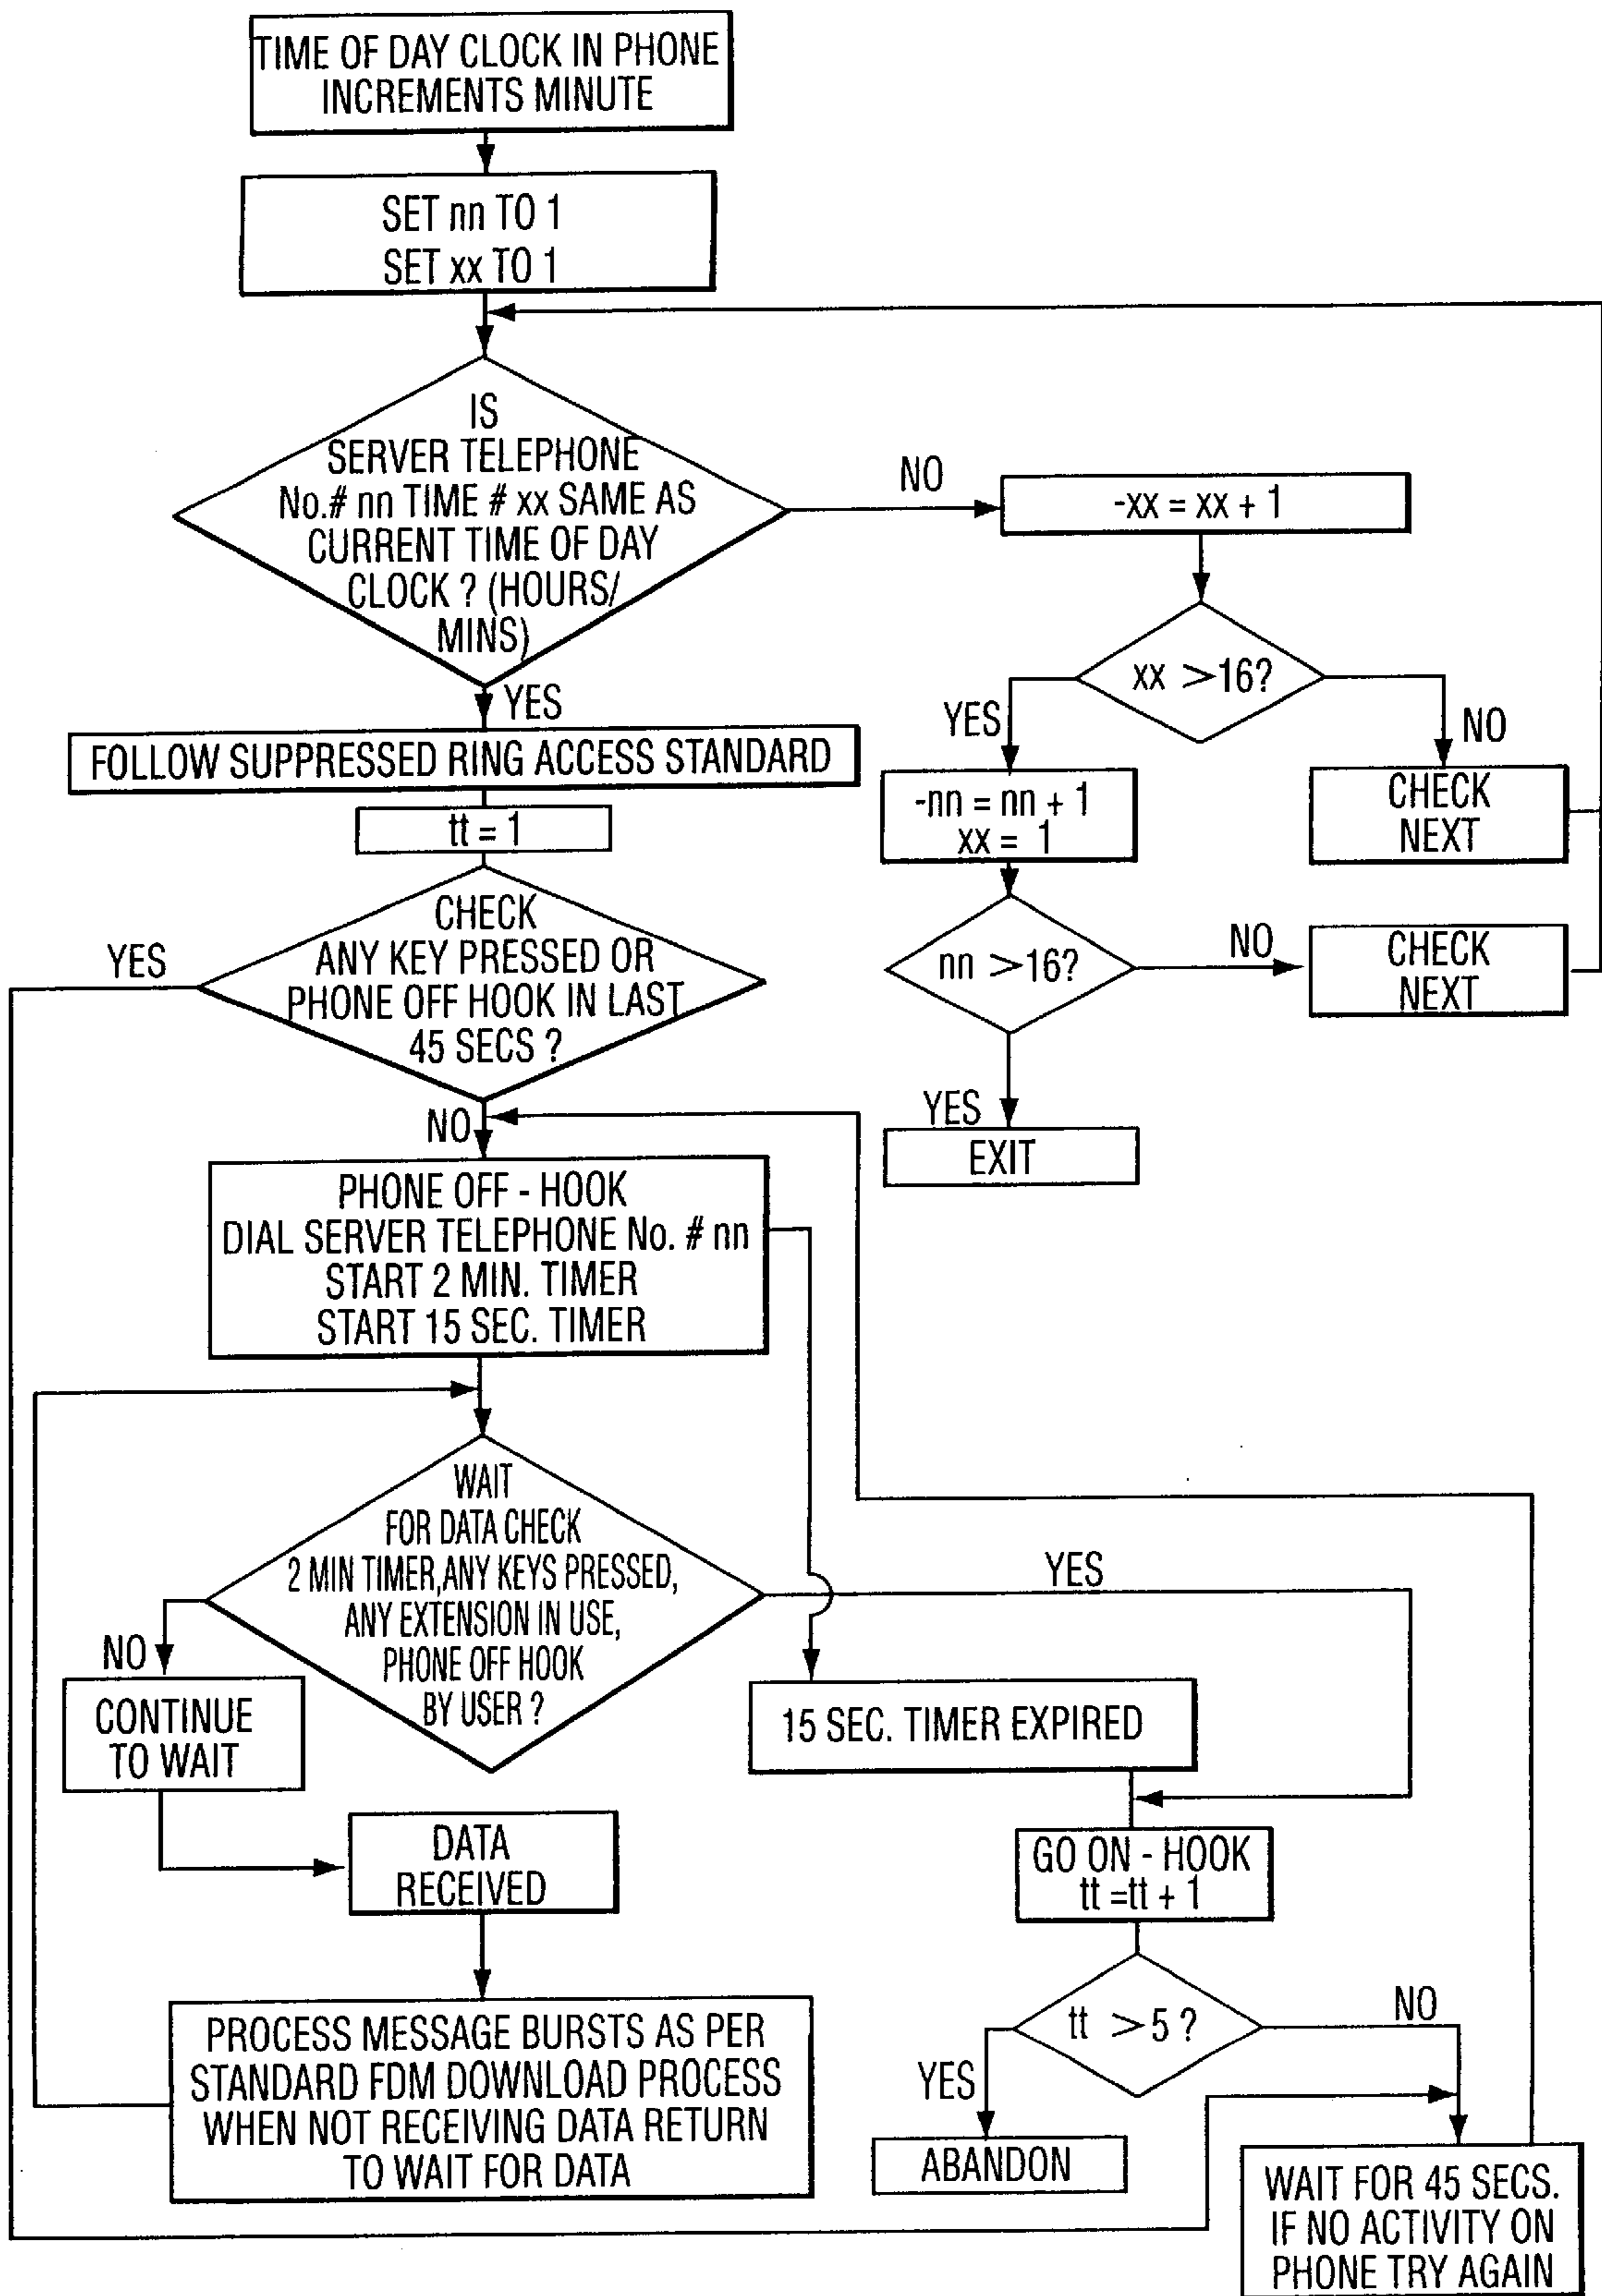 TIME OF DAY CLOCK IN PHONE
INCREMENTS MINUTE
SET nn TO 1
SET xx TO 1
IS
SERVER TELEPHONE
No.# nn TIME # xx SAME AS
CURRENT TIME OF DAY
CLOCK ? (HOURS/
MINS)
NO
-xx = xx + 1
xx >16?
YES
NO
-nn = nn + 1
xx = 1
CHECK
NEXT
nn >16?
NO
CHECK
NEXT
YES
EXIT
YES
FOLLOW SUPPRESSED RING ACCESS STANDARD
tt = 1
CHECK
ANY KEY PRESSED OR
PHONE OFF HOOK IN LAST
45 SECS ?
YES
NO
PHONE OFF - HOOK
DIAL SERVER TELEPHONE No. # nn
START 2 MIN. TIMER
START 15 SEC. TIMER
WAIT
FOR DATA CHECK
2 MIN TIMER,ANY KEYS PRESSED,
ANY EXTENSION IN USE,
PHONE OFF HOOK
BY USER ?
YES
NO
CONTINUE
TO WAIT
15 SEC. TIMER EXPIRED
DATA
RECEIVED
GO ON - HOOK
tt =tt + 1
PROCESS MESSAGE BURSTS AS PER
STANDARD FDM DOWNLOAD PROCESS
WHEN NOT RECEIVING DATA RETURN
TO WAIT FOR DATA
tt >5 ?
NO
YES
ABANDON
WAIT FOR 45 SECS.
IF NO ACTIVITY ON
PHONE TRY AGAIN